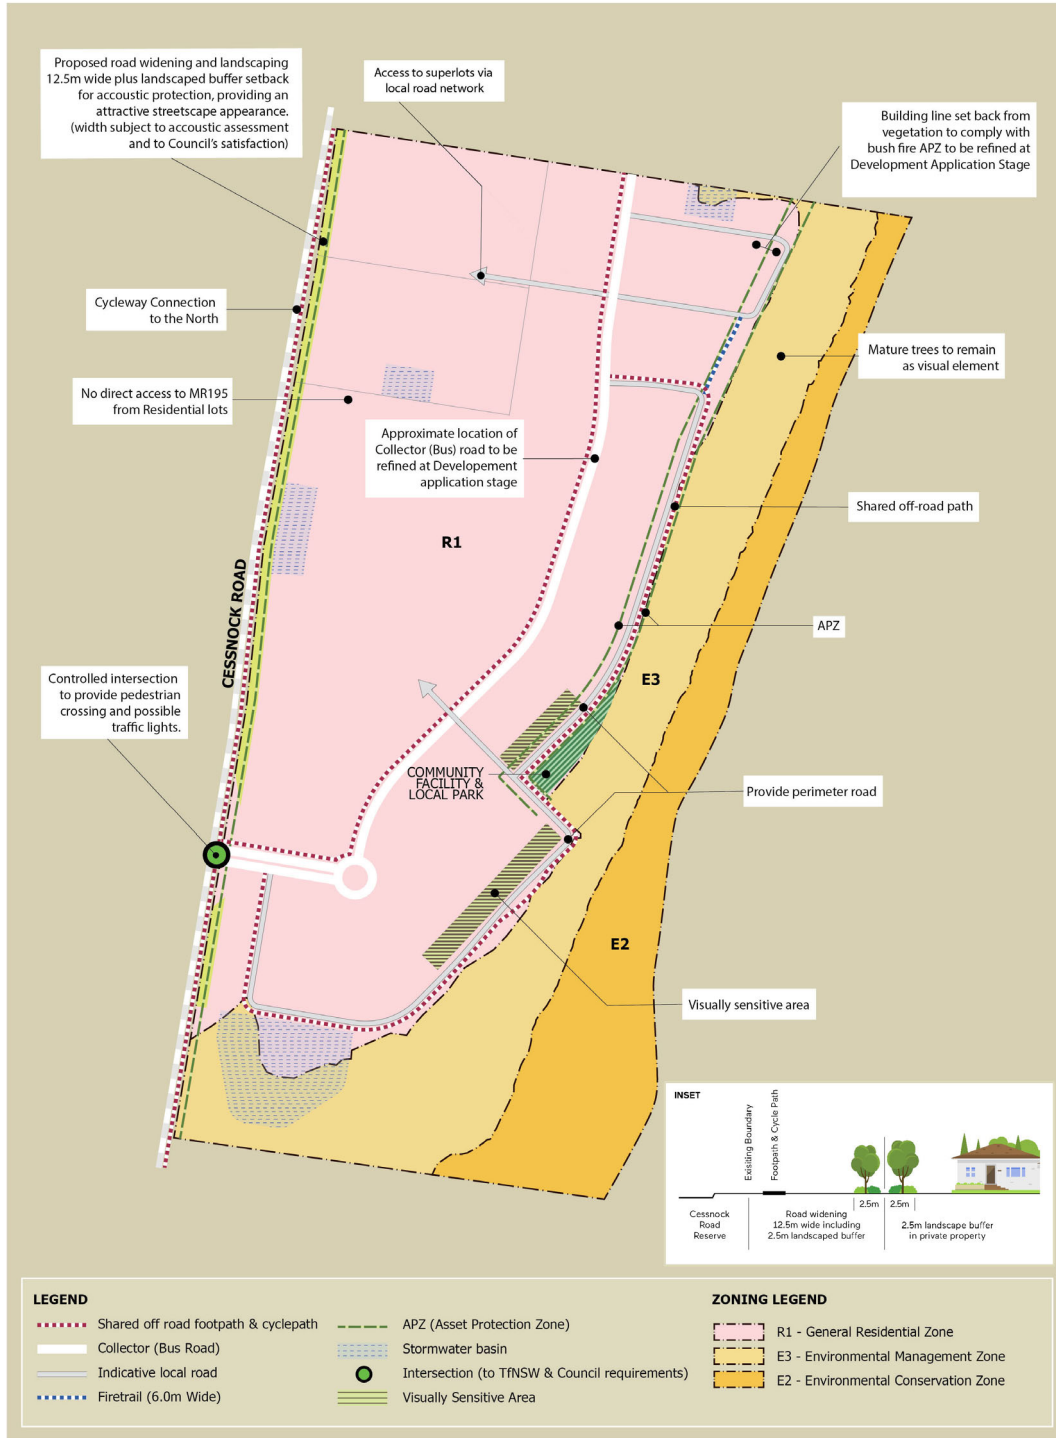 Proposed road widening and landscaping
12.5m wide plus landscaped buffer setback
for accoustic protection, providing an
attractive streetscape appearance.
(width subject to accoustic assessment
and to Council's satisfaction)
Access to superlots via
local road network
Building line set back from
vegetation to comply with
bush fire APZ to be refined at
Development Application Stage
Cycleway Connection
to the North
Mature trees to remain
as visual element
No direct access to MR195
from Residential lots
Approximate location of
Collector (Bus) road to be
refined at Developement
application stage
Shared off-road path
R1
CESSNOCK ROAD
APZ
E3
Controlled intersection
to provide pedestrian
crossing and possible
traffic lights.
COMMUNITY
FACILITY &
LOCAL PARK
Provide perimeter road
E2
Visually sensitive area
INSET
Exisiting Boundary
Footpath & Cycle Path
2.5m
2.5m
Cessnock
Road
Reserve
Road widening
12.5m wide including
2.5m landscaped buffer
2.5m landscape buffer
in private property
LEGEND
Shared off road footpath & cyclepath
Collector (Bus Road)
Indicative local road
Firetrail (6.0m Wide)
APZ (Asset Protection Zone)
Stormwater basin
Intersection (to TfNSW & Council requirements)
Visually Sensitive Area
ZONING LEGEND
R1 - General Residential Zone
E3 - Environmental Management Zone
E2 - Environmental Conservation Zone